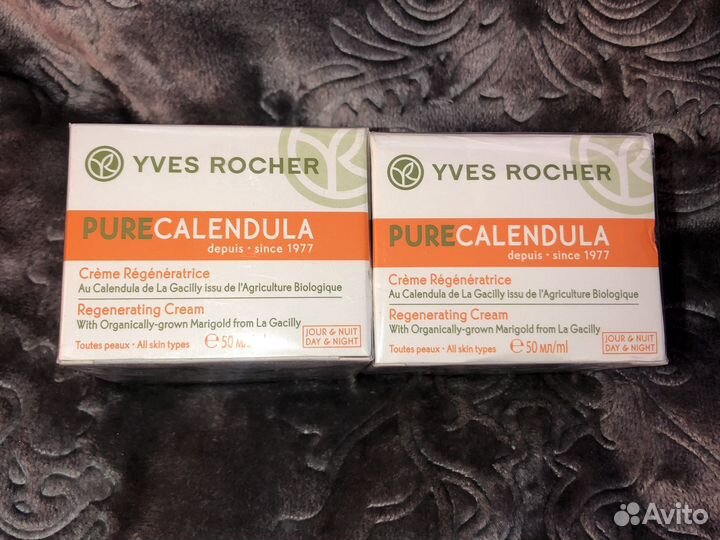 YVES ROCHER
PURECALENDULA
depuis • since 1977
Crème Régénératrice
Au Calendula de La Gacilly issu de l'Agriculture Biologique
Regenerating Cream
With Organically-grown Marigold from La Gacilly
Toutes peaux • All skin types
℮ 50
JOUR & NUIT
DAY & NIGHT
YVES ROCHER
PURECALENDULA
depuis • since 1977
Crème Régénératrice
Au Calendula de La Gacilly issu de l'Agriculture Biologique
Regenerating Cream
With Organically-grown Marigold from La Gacilly
Toutes peaux • All skin types
℮ 50 мл/ml
JOUR & NUIT
DAY & NIGHT
Avito